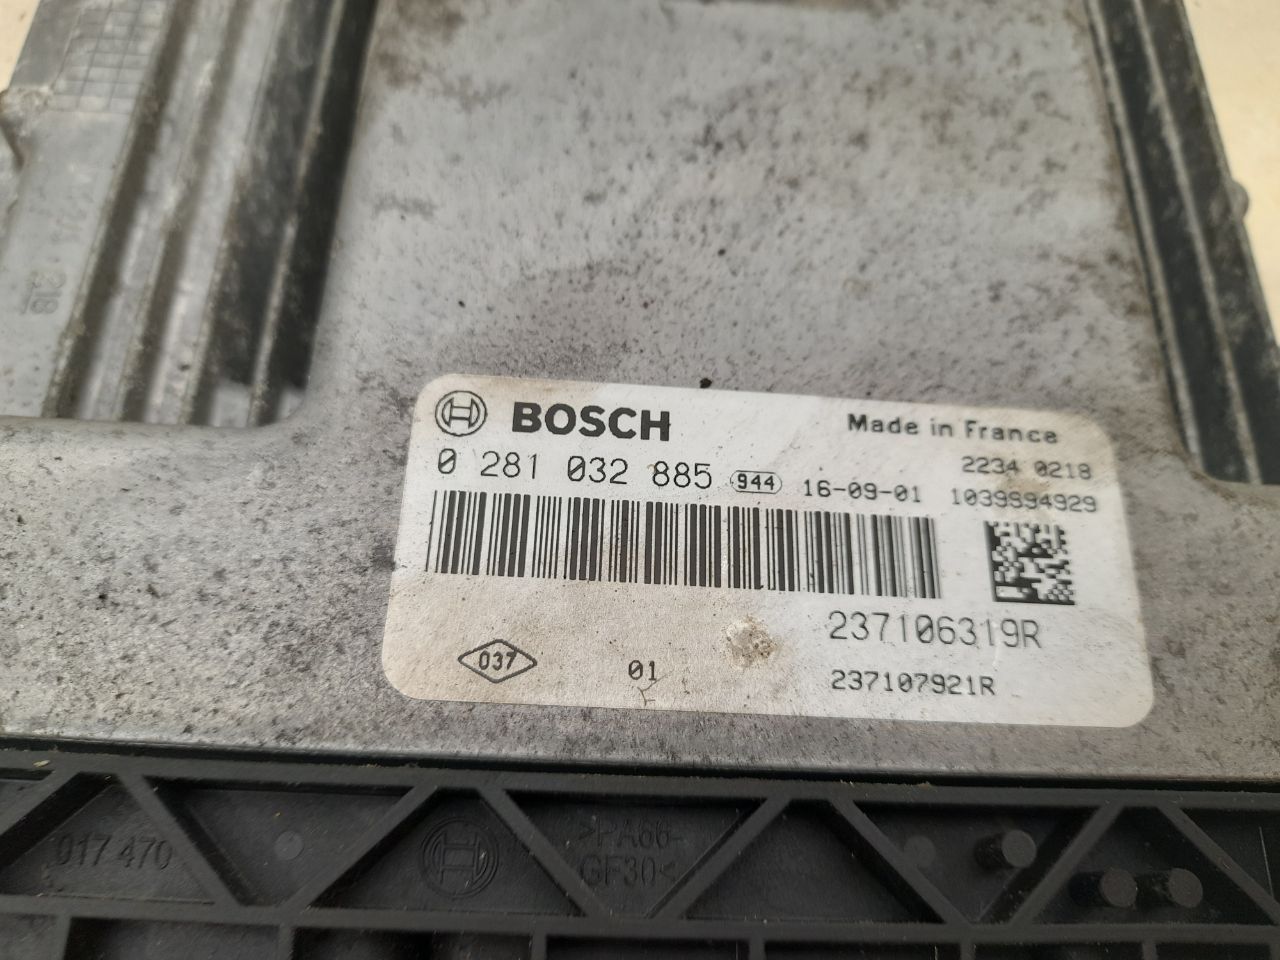 BOSCH
Made in France
0 281 032 885 944 16-09-01
2234 0218
1039S94929
237106319R
037 01
237107921R
917 470
>PA66-
GF30<